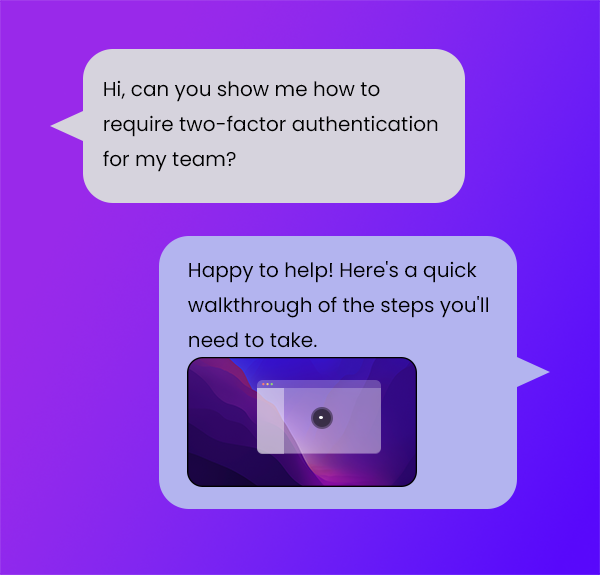 Hi, can you show me how to
require two-factor authentication
for my team?
Happy to help! Here's a quick
walkthrough of the steps you'll
need to take.